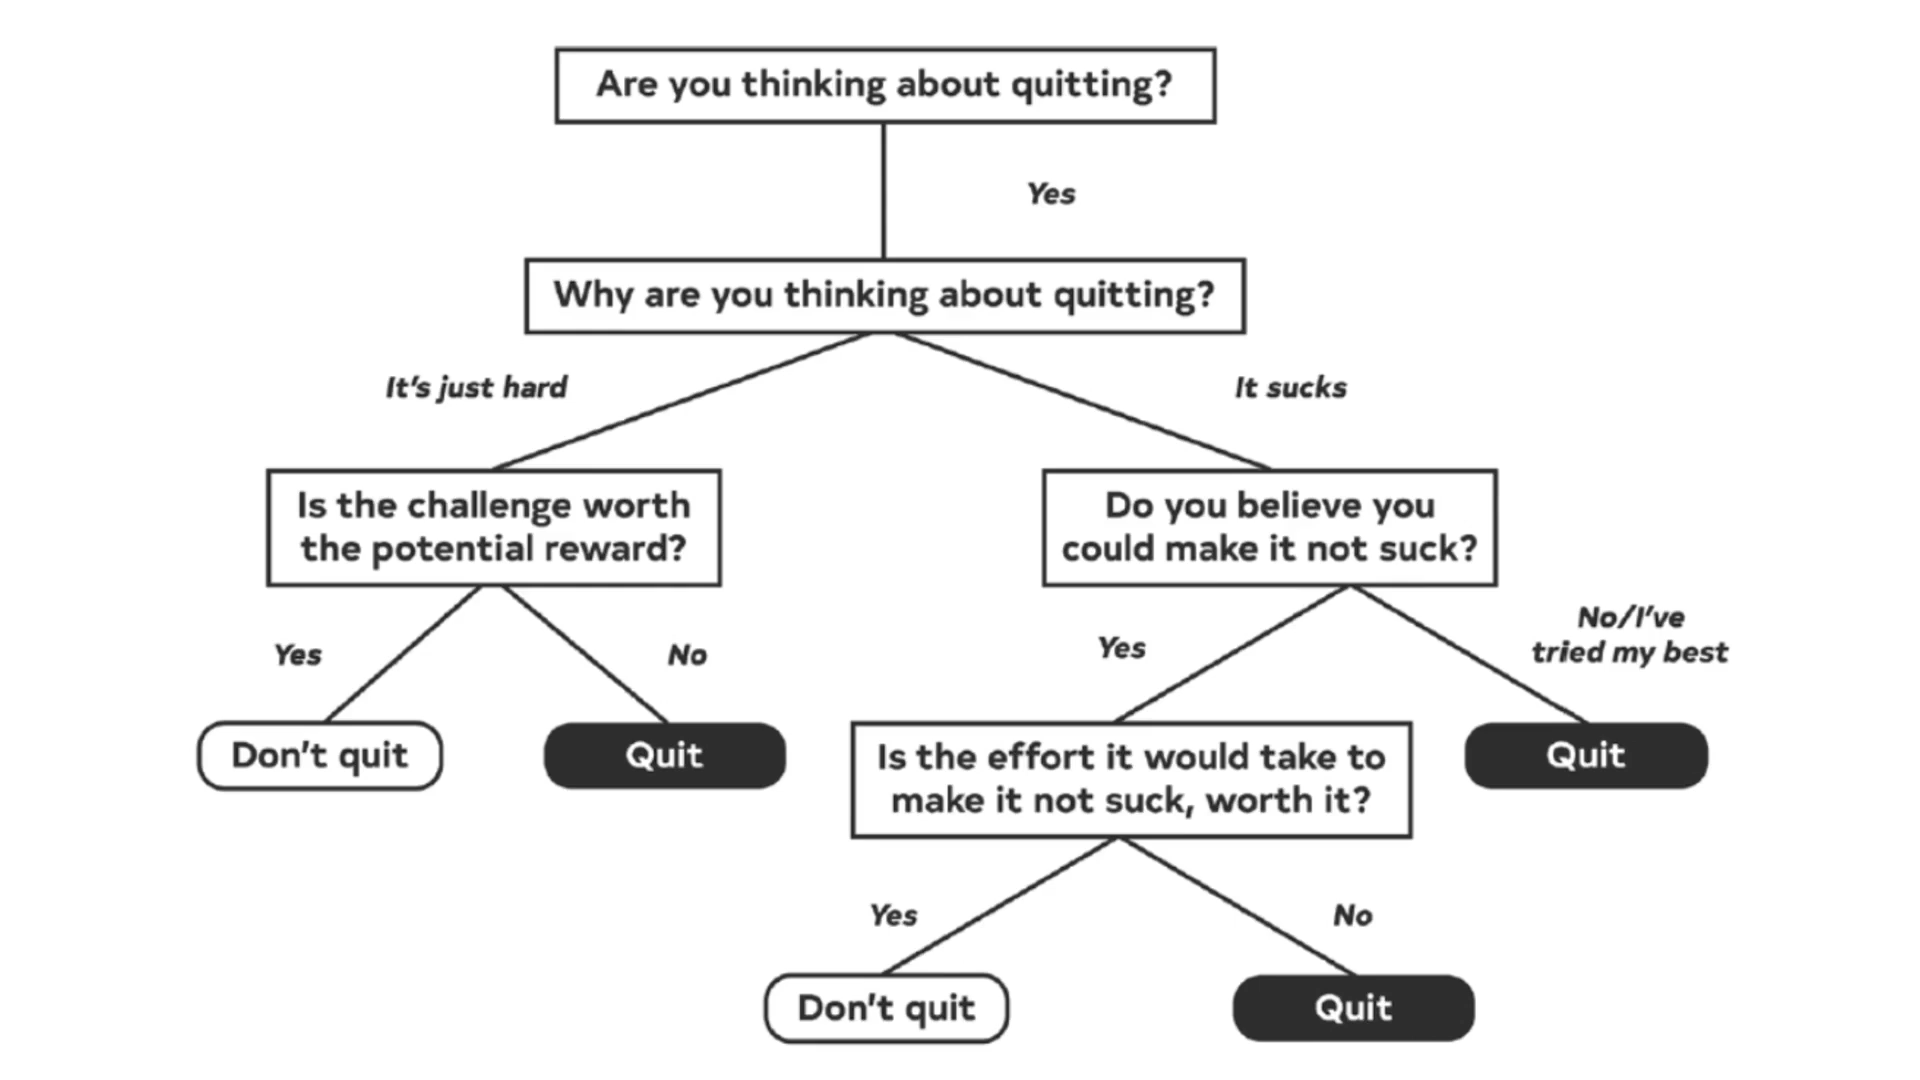 Are you thinking about quitting?
Yes
Why are you thinking about quitting?
It's just hard
It sucks
Is the challenge worth
the potential reward?
Do you believe you
could make it not suck?
Yes
No
Yes
No/I've
tried my best
Don't quit
Quit
Is the effort it would take to
make it not suck, worth it?
Quit
Yes
No
Don't quit
Quit